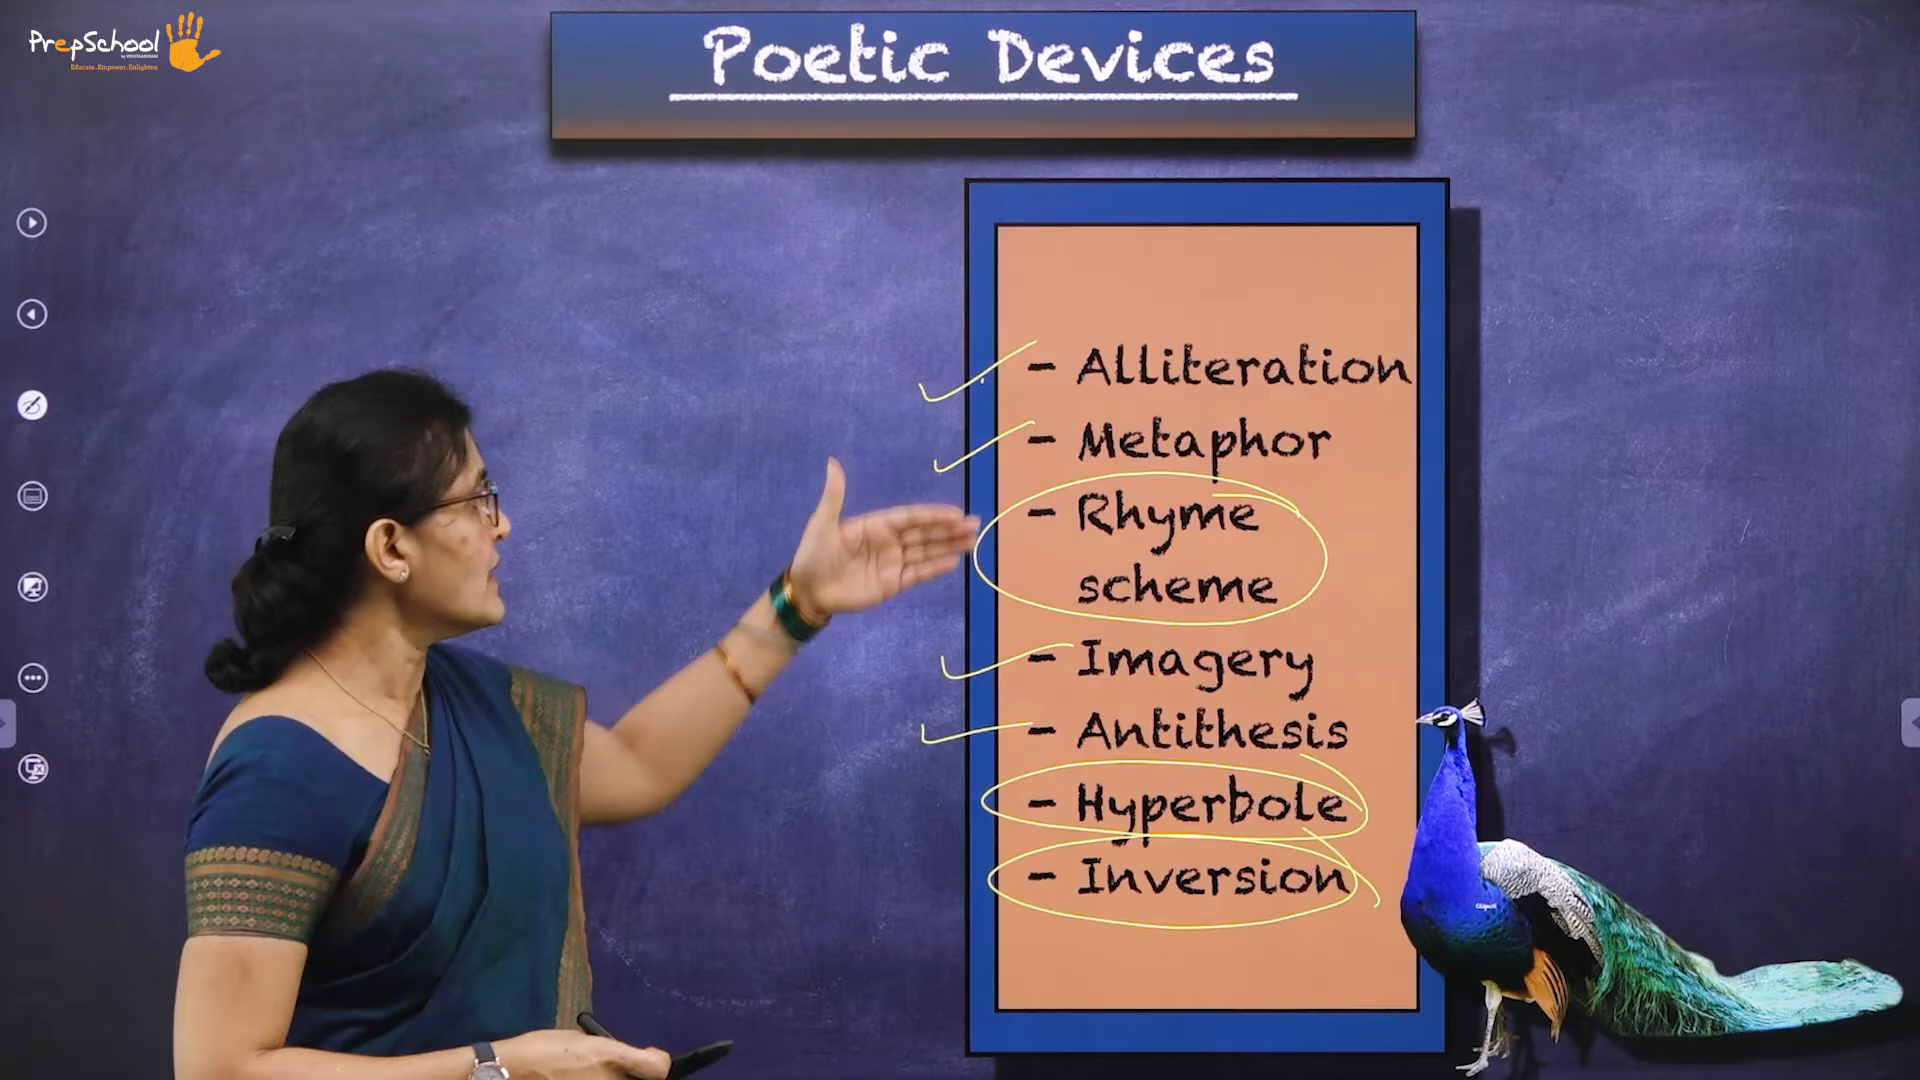 PrepSchool
Educate. Empower. Enlighten
Poetic Devices
- Alliteration
- Metaphor
- Rhyme
scheme
- Imagery
- Antithesis
- Hyperbole
- Inversion